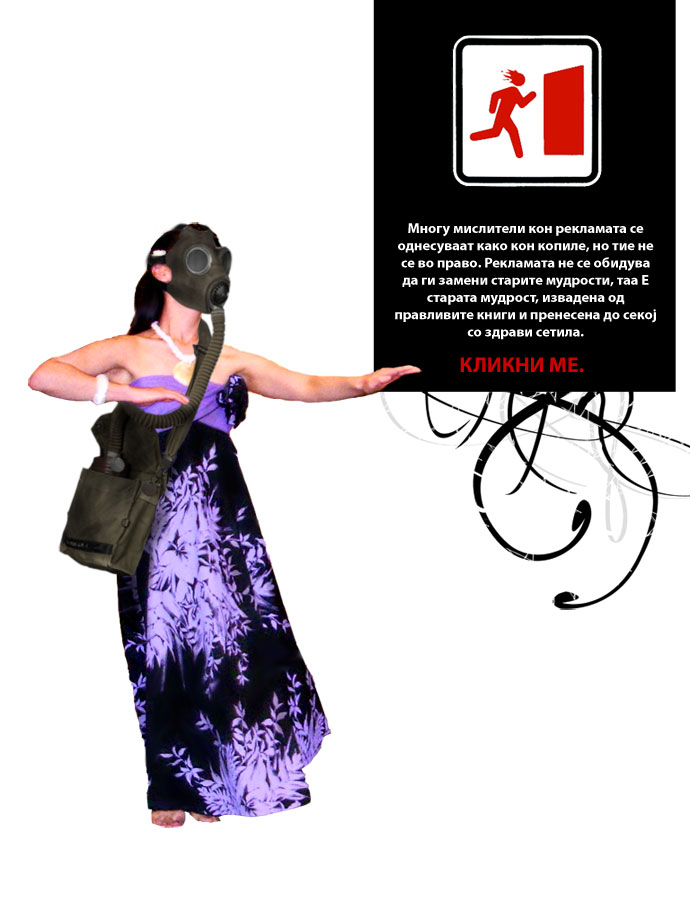 Многу мислители кон рекламата се
однесуваат како кон копиле, но тие не
се во право. Рекламата не се обидува
да ги замени старите мудрости, таа Е
старата мудрост, извадена од
правливите книги и пренесена до секој
со здрави сетила.
КЛИКНИ МЕ.